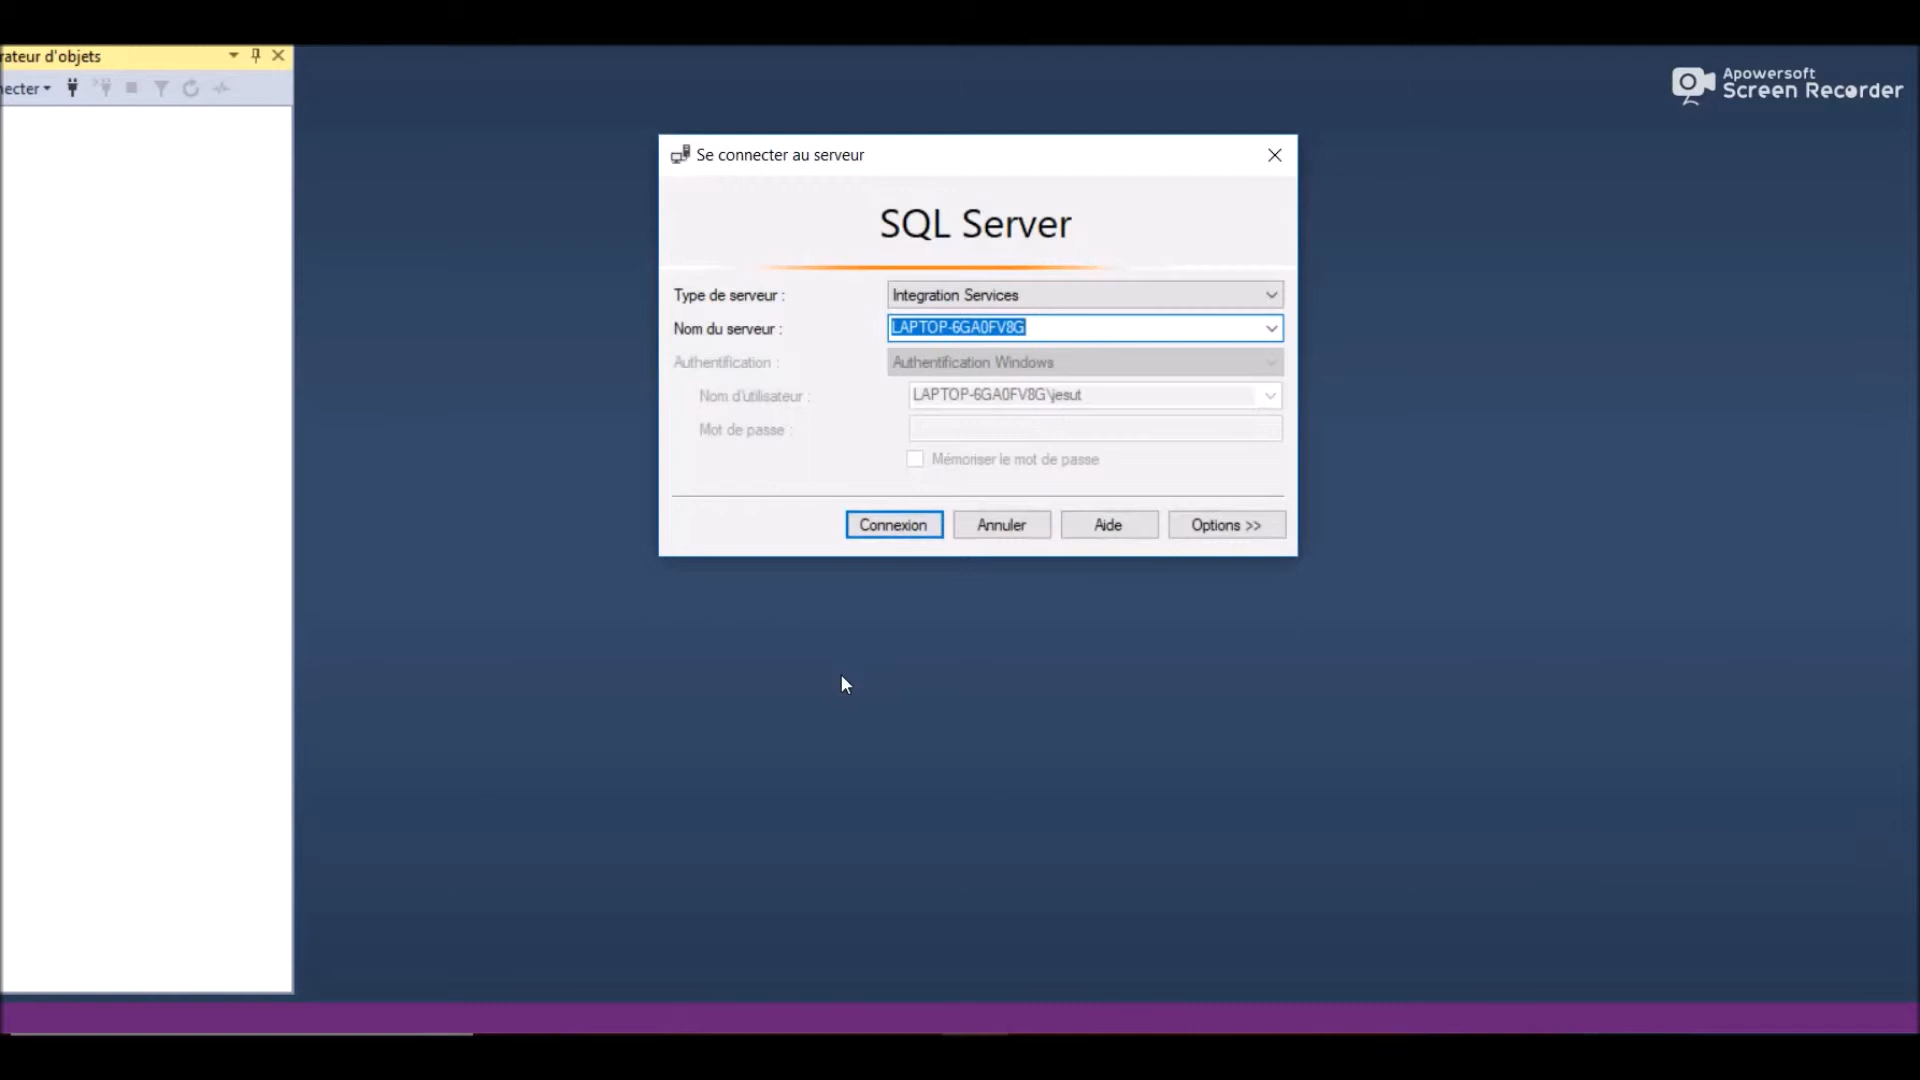 rateur d'objets
necter
Apowersoft
Screen Recorder
Se connecter au serveur
SQL Server
Type de serveur : Integration Services
Nom du serveur : LAPTOP-6GA0FV8G
Authentification : Authentification Windows
Nom d'utilisateur : LAPTOP-6GA0FV8G\jesut
Mot de passe :
Mémoriser le mot de passe
Connexion Annuler Aide Options >>